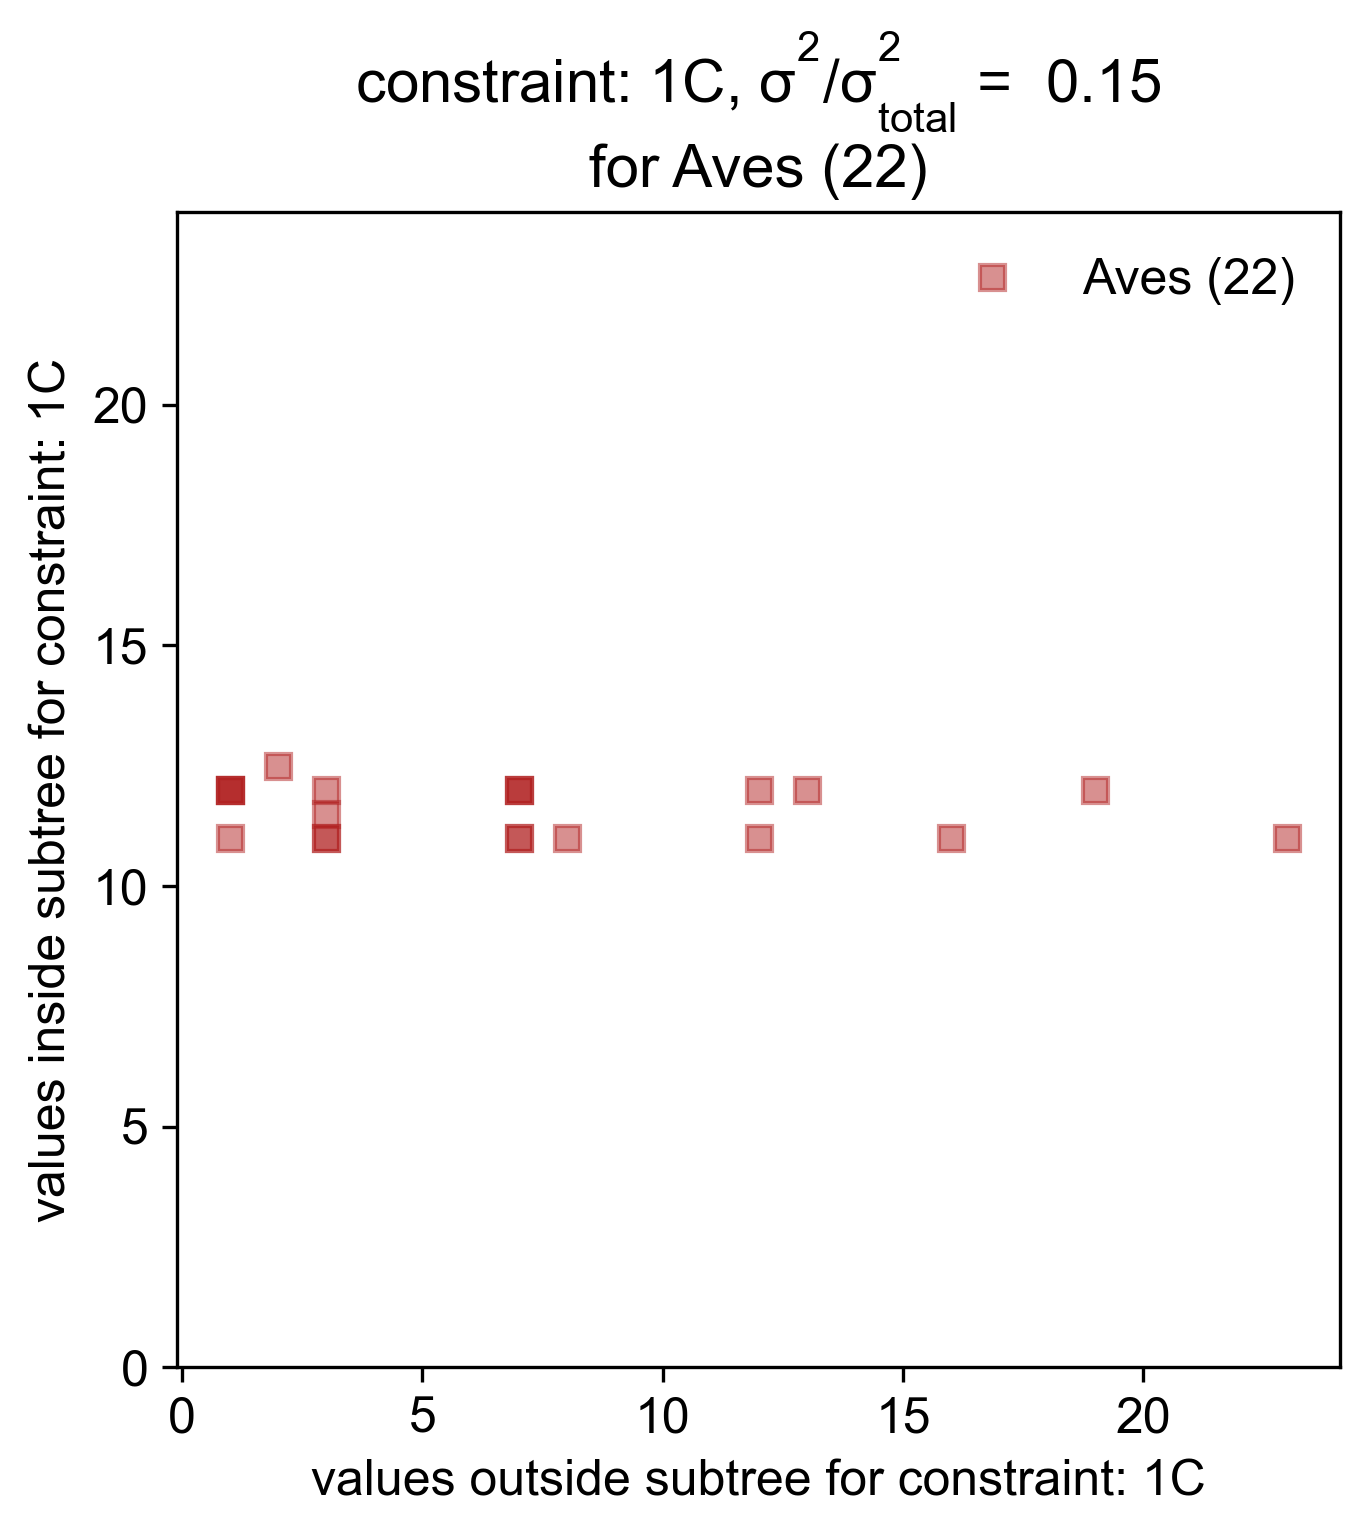 constraint: 1C, σ²/σ²total = 0.15
for Aves (22)
Aves (22)
values inside subtree for constraint: 1C
20
15
10
5
0
0 5 10 15 20
values outside subtree for constraint: 1C